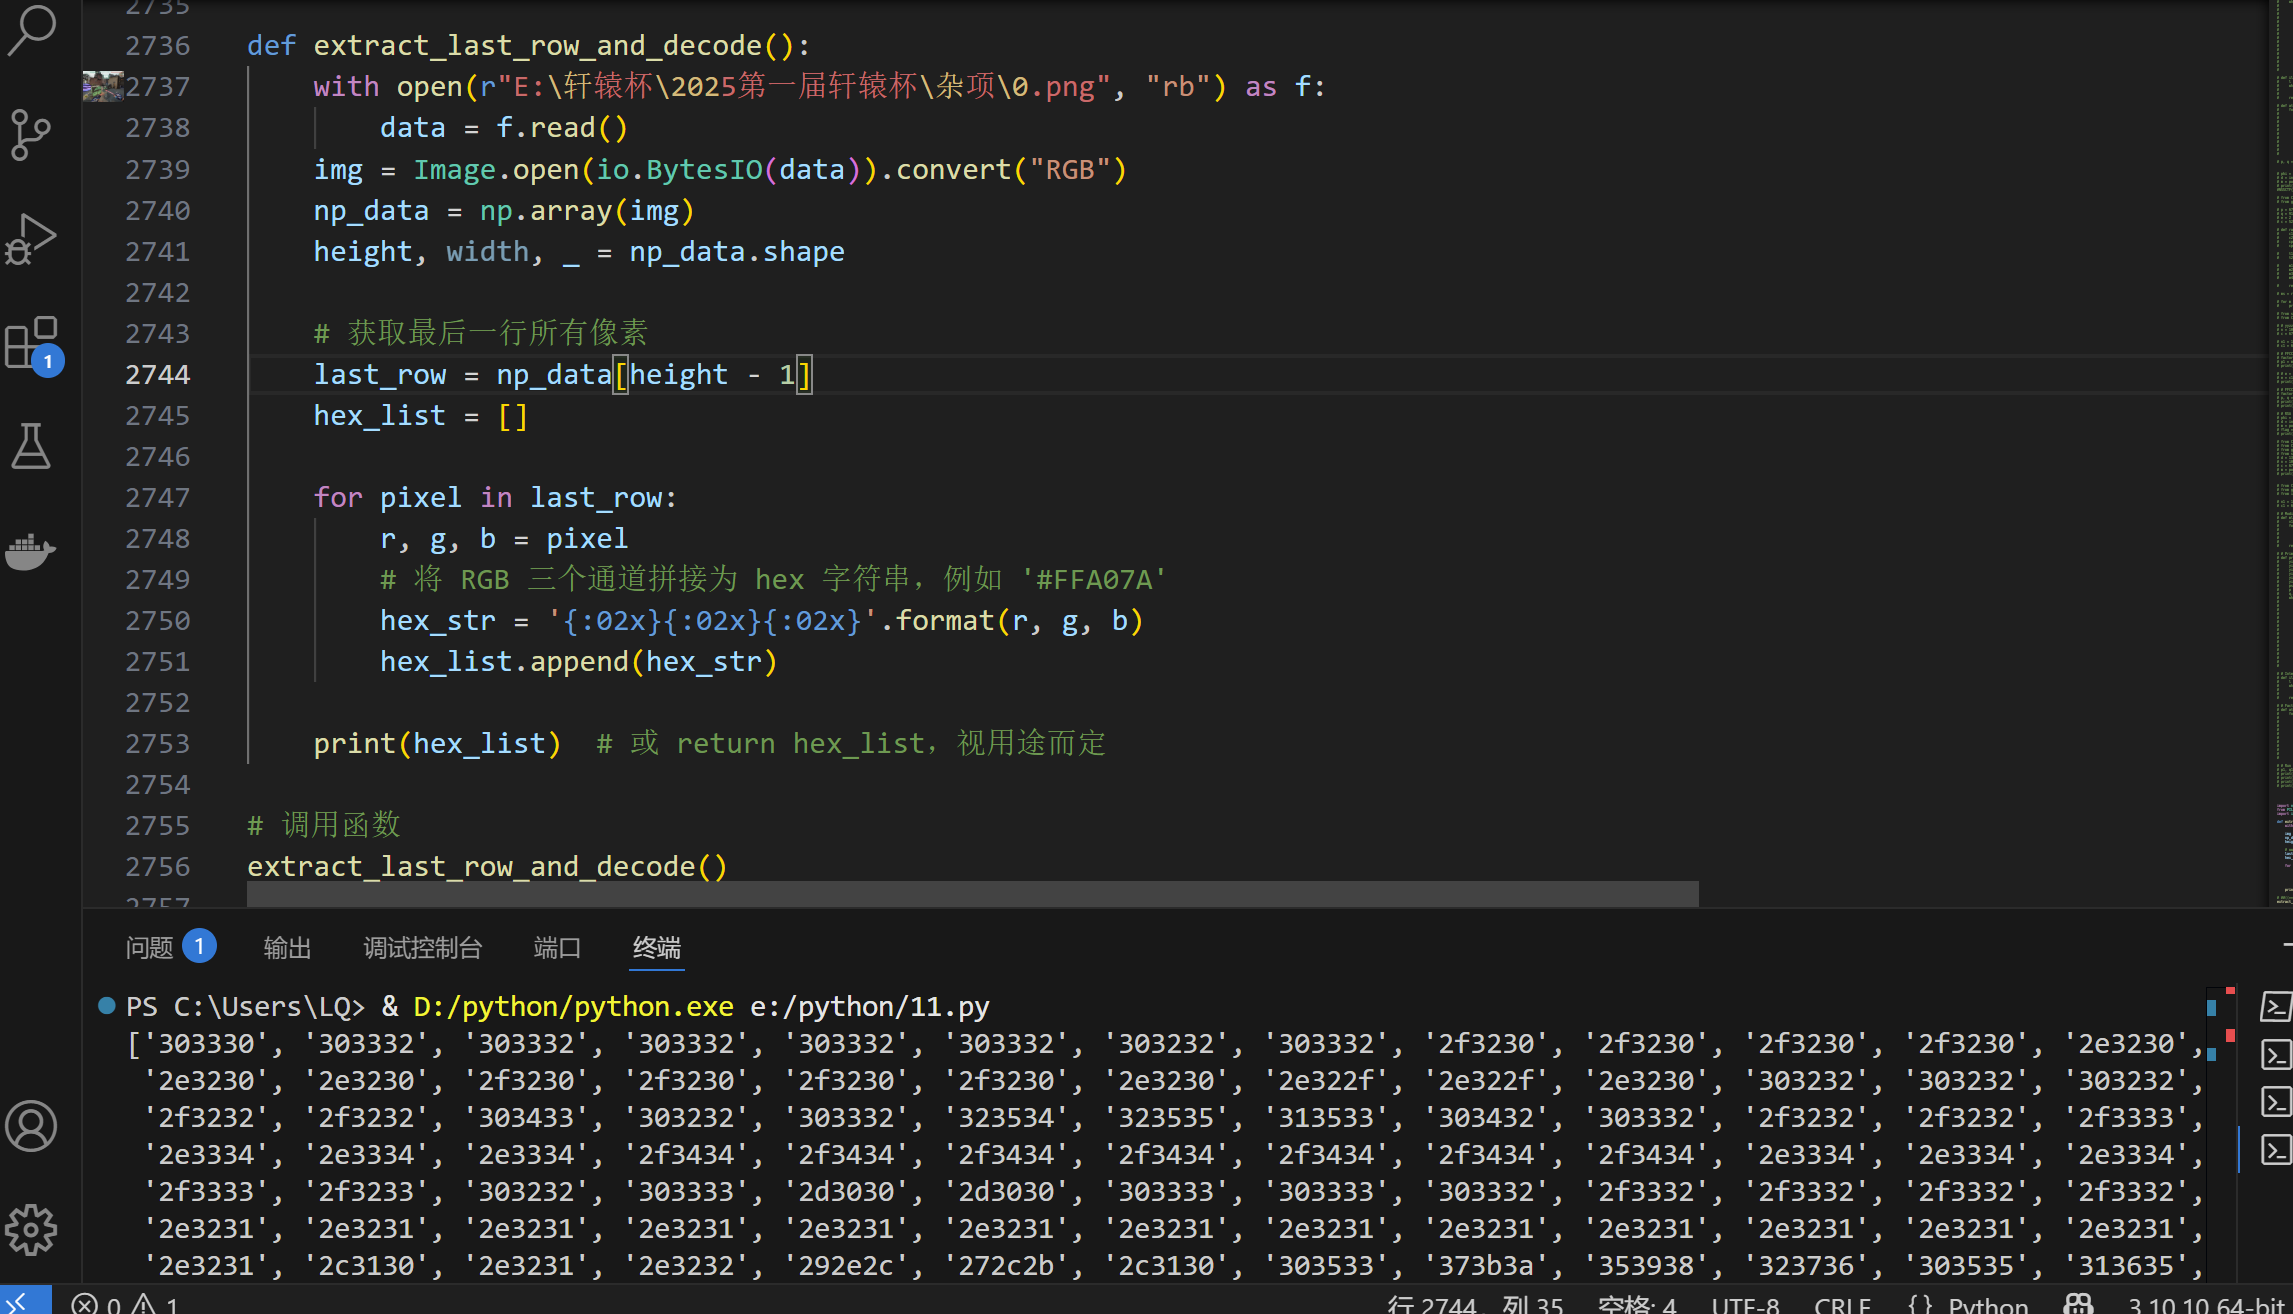 2735
2736 def extract_last_row_and_decode():
2737     with open(r"E:\轩辕杯\2025第一届轩辕杯\杂项\0.png", "rb") as f:
2738         data = f.read()
2739     img = Image.open(io.BytesIO(data)).convert("RGB")
2740     np_data = np.array(img)
2741     height, width, _ = np_data.shape
2742
2743     # 获取最后一行所有像素
2744     last_row = np_data[height - 1]
2745     hex_list = []
2746
2747     for pixel in last_row:
2748         r, g, b = pixel
2749         # 将 RGB 三个通道拼接为 hex 字符串，例如 '#FFA07A'
2750         hex_str = '{:02x}{:02x}{:02x}'.format(r, g, b)
2751         hex_list.append(hex_str)
2752
2753     print(hex_list)  # 或 return hex_list，视用途而定
2754
2755 # 调用函数
2756 extract_last_row_and_decode()
2757
1
问题 1 输出 调试控制台 端口 终端
PS C:\Users\LQ> & D:/python/python.exe e:/python/11.py
['303330', '303332', '303332', '303332', '303332', '303332', '303232', '303332', '2f3230', '2f3230', '2f3230', '2f3230', '2e3230',
'2e3230', '2e3230', '2f3230', '2f3230', '2f3230', '2f3230', '2e3230', '2e322f', '2e322f', '2e3230', '303232', '303232', '303232',
'2f3232', '2f3232', '303433', '303232', '303332', '323534', '323535', '313533', '303432', '303332', '2f3232', '2f3232', '2f3333',
'2e3334', '2e3334', '2e3334', '2f3434', '2f3434', '2f3434', '2f3434', '2f3434', '2f3434', '2f3434', '2e3334', '2e3334', '2e3334',
'2f3333', '2f3233', '303232', '303333', '2d3030', '2d3030', '303333', '303333', '303332', '2f3332', '2f3332', '2f3332', '2f3332',
'2e3231', '2e3231', '2e3231', '2e3231', '2e3231', '2e3231', '2e3231', '2e3231', '2e3231', '2e3231', '2e3231', '2e3231', '2e3231',
'2e3231', '2c3130', '2e3231', '2e3232', '292e2c', '272c2b', '2c3130', '303533', '373b3a', '353938', '323736', '303535', '313635',
0 1 行 2744，列 35 空格: 4 UTF-8 CRLF {} Python 3.10.10 64-bit